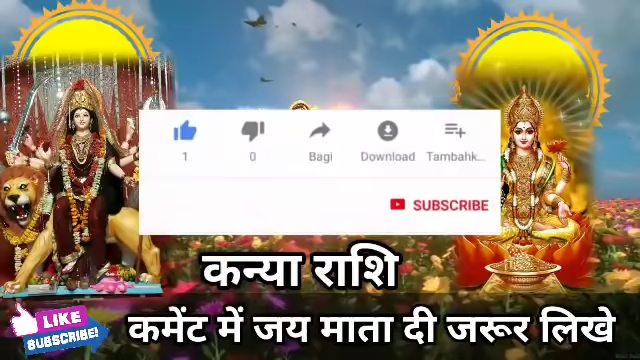 1 0 Bagi Download Tambahk...
SUBSCRIBE
कन्या राशि
LIKE
SUBSCRIBE!
कमेंट में जय माता दी जरूर लिखे